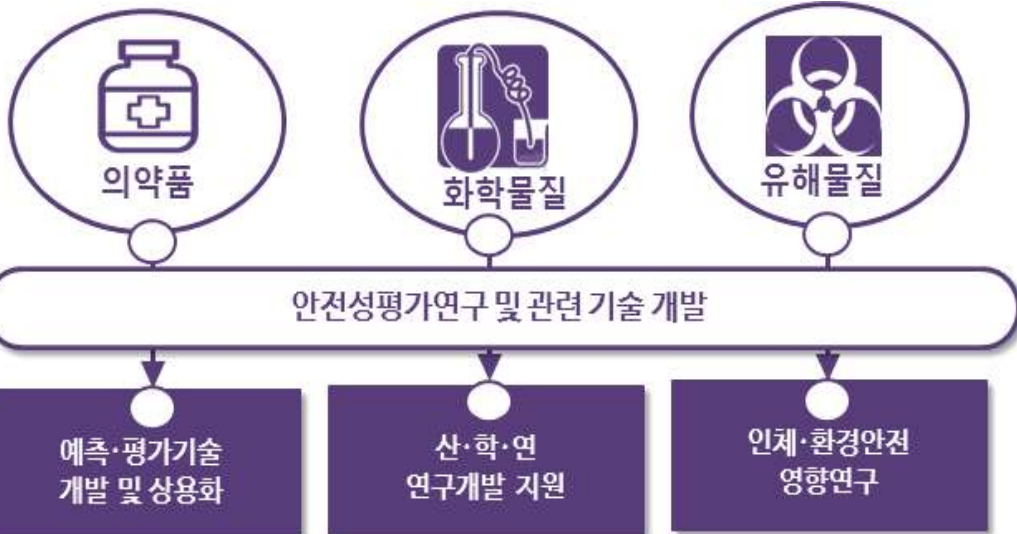 의약품
화학물질
유해물질
안전성평가연구 및 관련 기술 개발
예측·평가기술
개발 및 상용화
산·학·연
연구개발 지원
인체·환경안전
영향연구